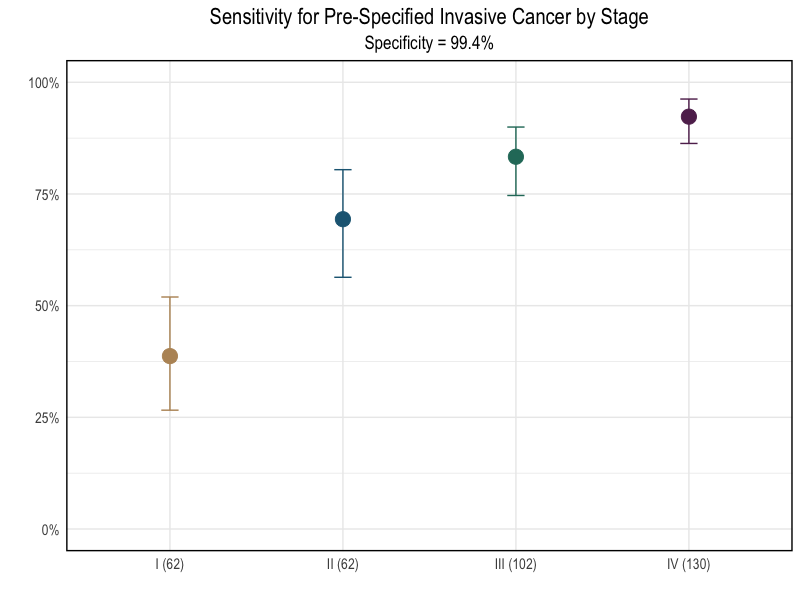 Sensitivity for Pre-Specified Invasive Cancer by Stage
Specificity = 99.4%
100%
75%
50%
25%
0%
I (62)
II (62)
III (102)
IV (130)